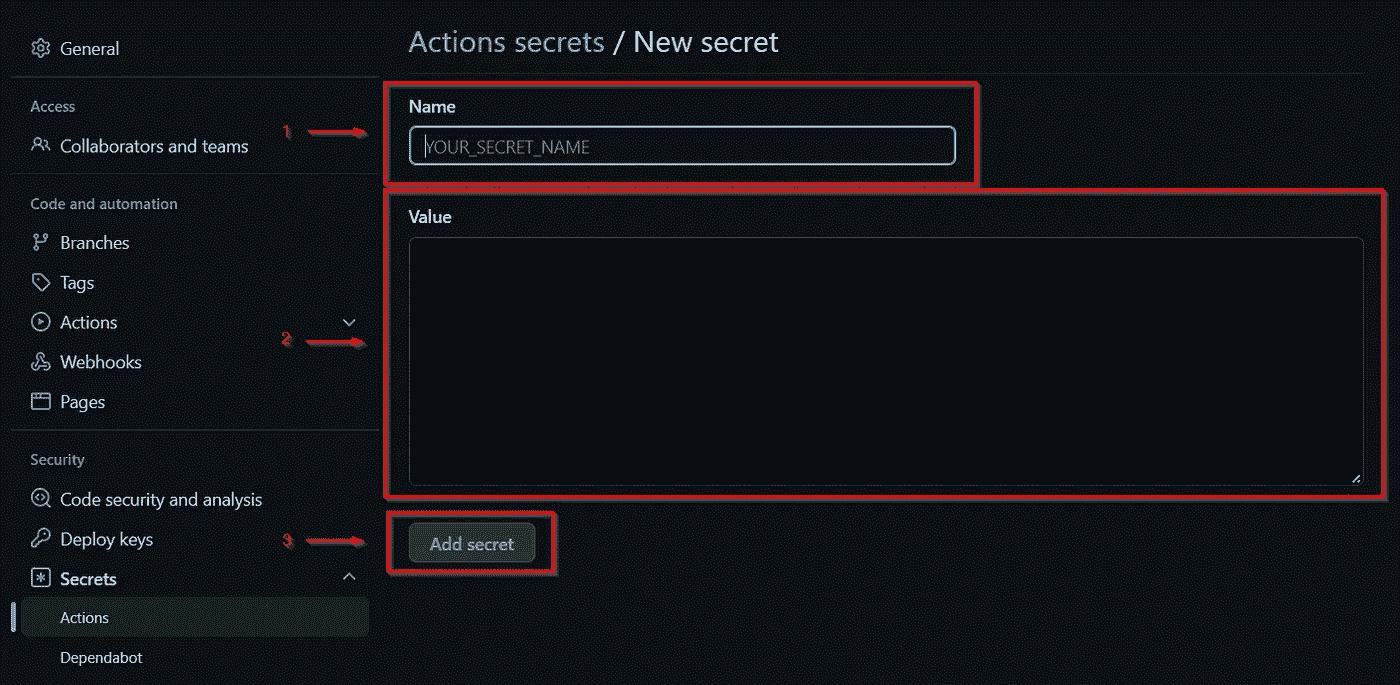 General
Access
Collaborators and teams
Code and automation
Branches
Tags
Actions
Webhooks
Pages
Security
Code security and analysis
Deploy keys
Secrets
Actions
Dependabot
Actions secrets / New secret
1
Name
YOUR_SECRET_NAME
2
Value
3
Add secret